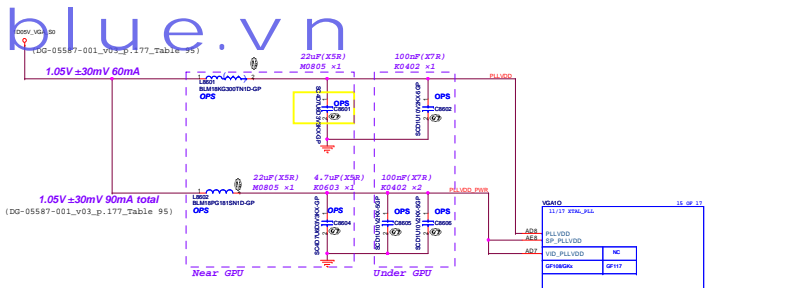 blue.vn
D05V_VGA_S0
(DG-05587-001_v03_p.177_Table 95)
1.05V ±30mV 60mA
22uF(X5R)
M0805 ×1
100nF(X7R)
K0402 ×1
PLLVDD
1
2
L8601
BLM18KG300TN1D-GP
OPS
OPS
C8601
C8602
22uF(X5R)
M0805 ×1
4.7uF(X5R)
K0603 ×1
100nF(X7R)
K0402 ×2
PLLVDD_PWR
1.05V ±30mV 90mA total
(DG-05587-001_v03_p.177_Table 95)
L8602
BLM18PG181SN1D-GP
OPS
OPS
C8604
OPS
C8605
OPS
C8606
Near GPU
Under GPU
VGA1O
15 OF 17
11/17 XTAL_PLL
AD8
PLLVDD
AE8
SP_PLLVDD
AD7
VID_PLLVDD
NC
GF108/GKx
GF117